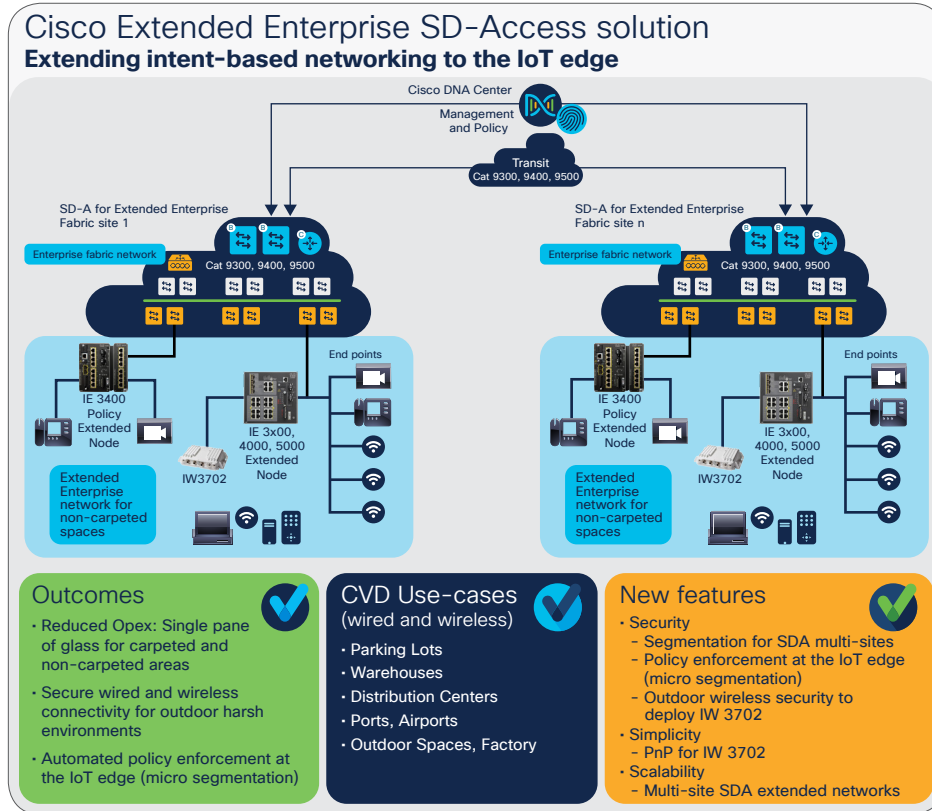 Cisco Extended Enterprise SD-Access solution
Extending intent-based networking to the IoT edge
Cisco DNA Center
Management
and Policy
Transit
Cat 9300, 9400, 9500
SD-A for Extended Enterprise
Fabric site 1
B
B
C
Enterprise fabric network
Cat 9300, 9400, 9500
IE 3400
Policy
Extended
Node
IE 3x00,
4000, 5000
Extended
Node
End points
IW3702
Extended
Enterprise
network for
non-carpeted
spaces
SD-A for Extended Enterprise
Fabric site n
B
B
C
Enterprise fabric network
Cat 9300, 9400, 9500
IE 3400
Policy
Extended
Node
IE 3x00,
4000, 5000
Extended
Node
End points
IW3702
Extended
Enterprise
network for
non-carpeted
spaces
Outcomes
· Reduced Opex: Single pane
of glass for carpeted and
non-carpeted areas
· Secure wired and wireless
connectivity for outdoor harsh
environments
· Automated policy enforcement at
the IoT edge (micro segmentation)
CVD Use-cases
(wired and wireless)
· Parking Lots
· Warehouses
· Distribution Centers
· Ports, Airports
· Outdoor Spaces, Factory
New features
· Security
- Segmentation for SDA multi-sites
- Policy enforcement at the IoT edge
(micro segmentation)
- Outdoor wireless security to
deploy IW 3702
· Simplicity
- PnP for IW 3702
· Scalability
- Multi-site SDA extended networks